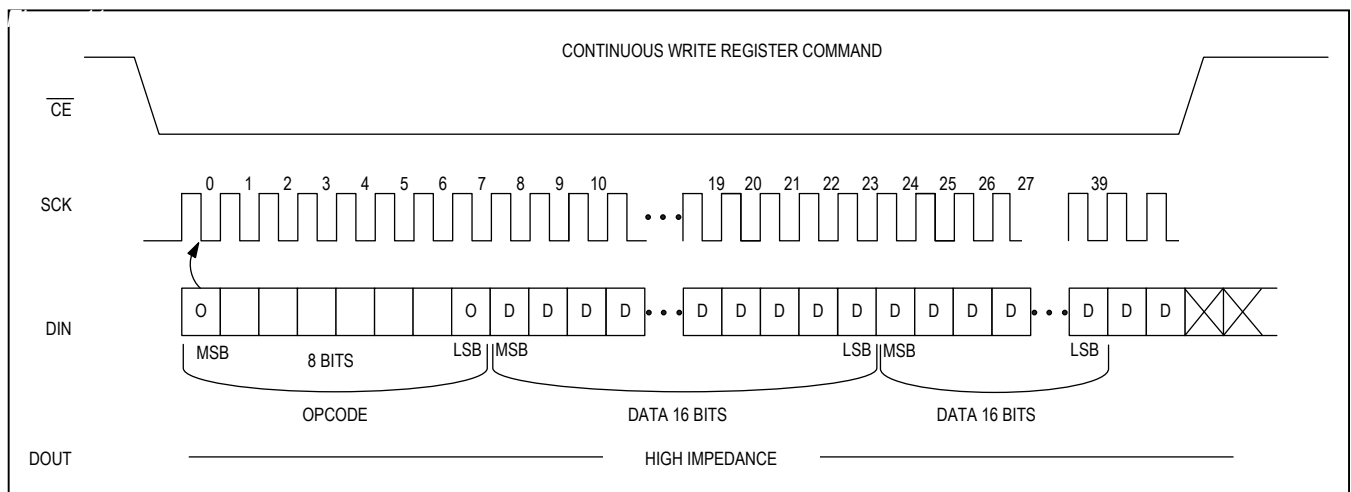 CONTINUOUS WRITE REGISTER COMMAND
CE
SCK
0 1 2 3 4 5 6 7 8 9 10 19 20 21 22 23 24 25 26 27 39
DIN
O O D D D D D D D D D D D D D D D D
MSB 8 BITS LSB MSB LSB MSB LSB
OPCODE DATA 16 BITS DATA 16 BITS
DOUT HIGH IMPEDANCE